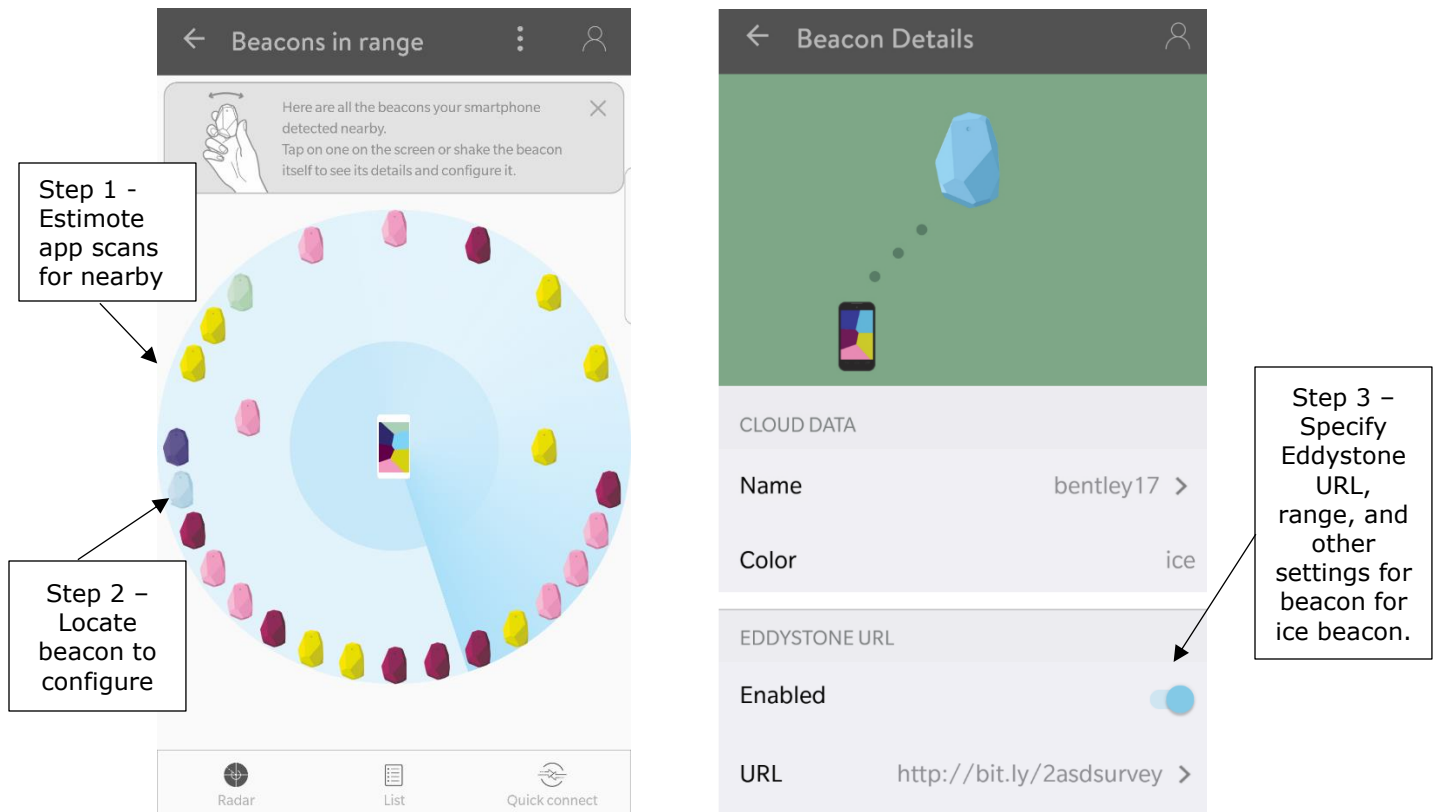 Beacons in range
Here are all the beacons your smartphone
detected nearby.
Tap on one on the screen or shake the beacon
itself to see its details and configure it.
Step 1 -
Estimote
app scans
for nearby
Step 2 –
Locate
beacon to
configure
Radar
List
Quick connect
Beacon Details
CLOUD DATA
Name
bentley17 >
Color
ice
EDDYSTONE URL
Enabled
URL
http://bit.ly/2asdsurvey >
Step 3 –
Specify
Eddystone
URL,
range, and
other
settings for
beacon for
ice beacon.